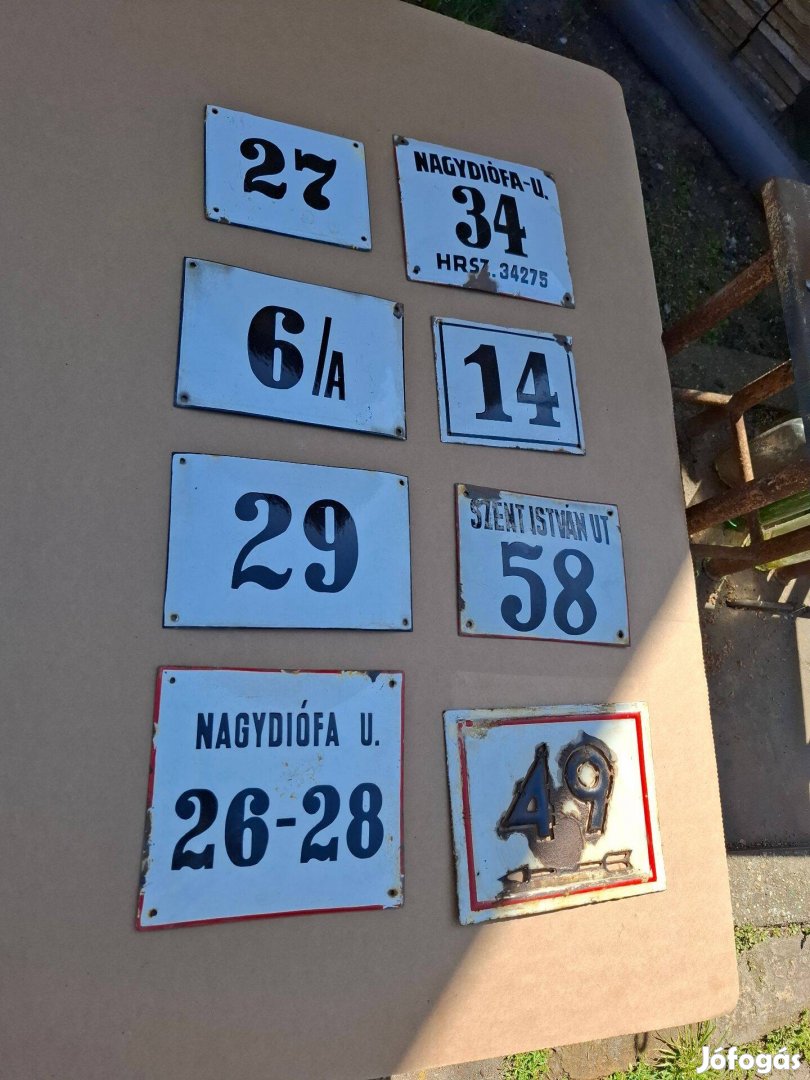 27
NAGYDIÓFA-U.
34
HRSZ. 34275
6/A
14
29
SZENT ISTVÁN UT
58
NAGYDIÓFA U.
26-28
49
Jófogás